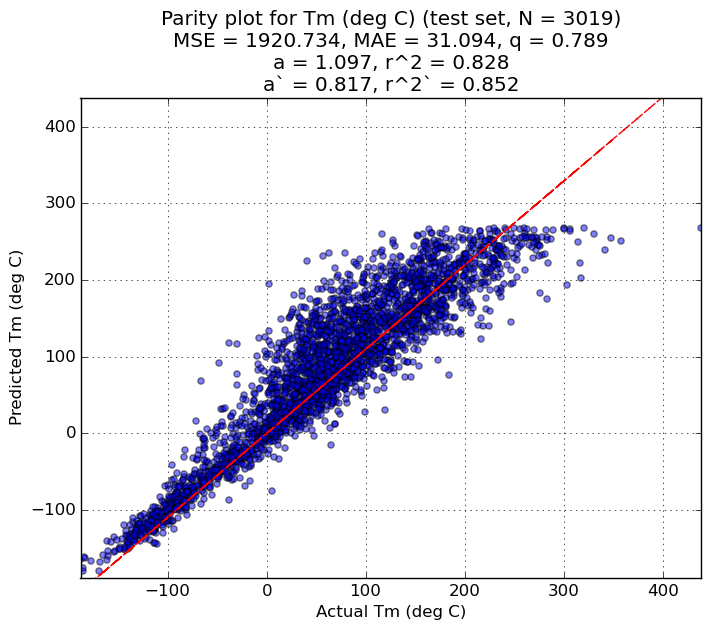 Parity plot for Tm (deg C) (test set, N = 3019)
MSE = 1920.734, MAE = 31.094, q = 0.789
a = 1.097, r^2 = 0.828
a` = 0.817, r^2` = 0.852
400
300
200
100
0
−100
Predicted Tm (deg C)
−100 0 100 200 300 400
Actual Tm (deg C)